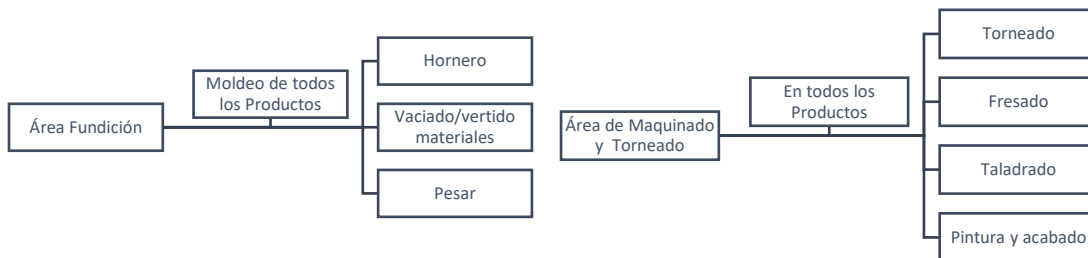 Área Fundición
Moldeo de todos
los Productos
Hornero
Vaciado/vertido
materiales
Pesar
Área de Maquinado
y Torneado
En todos los
Productos
Torneado
Fresado
Taladrado
Pintura y acabado